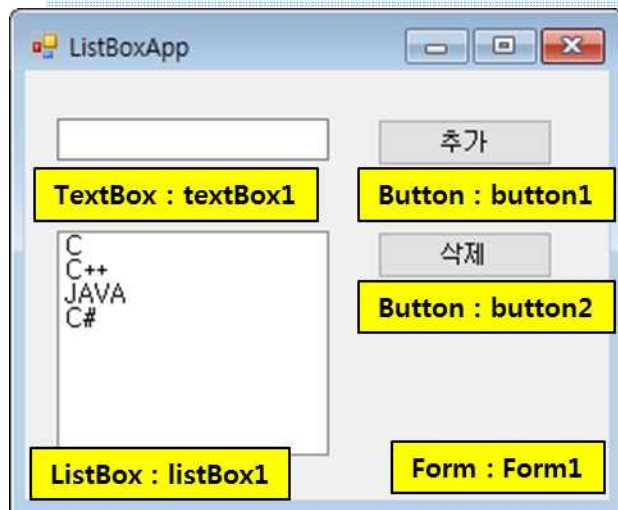 ListBoxApp
추가
TextBox : textBox1
Button : button1
C
C++
JAVA
C#
삭제
Button : button2
ListBox : listBox1
Form : Form1